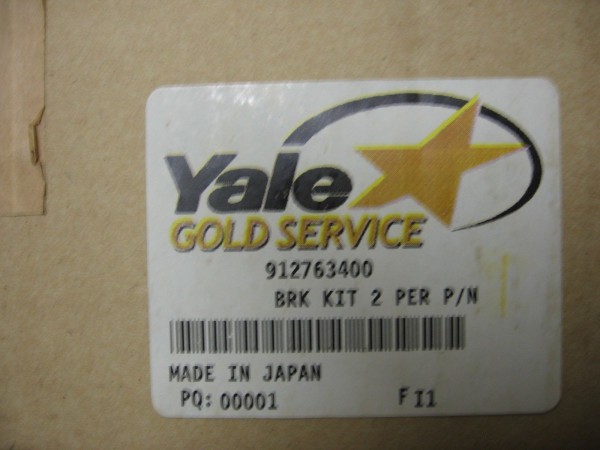 Yale
GOLD SERVICE
912763400
BRK KIT 2 PER P/N
MADE IN JAPAN
PQ: 00001 F I1